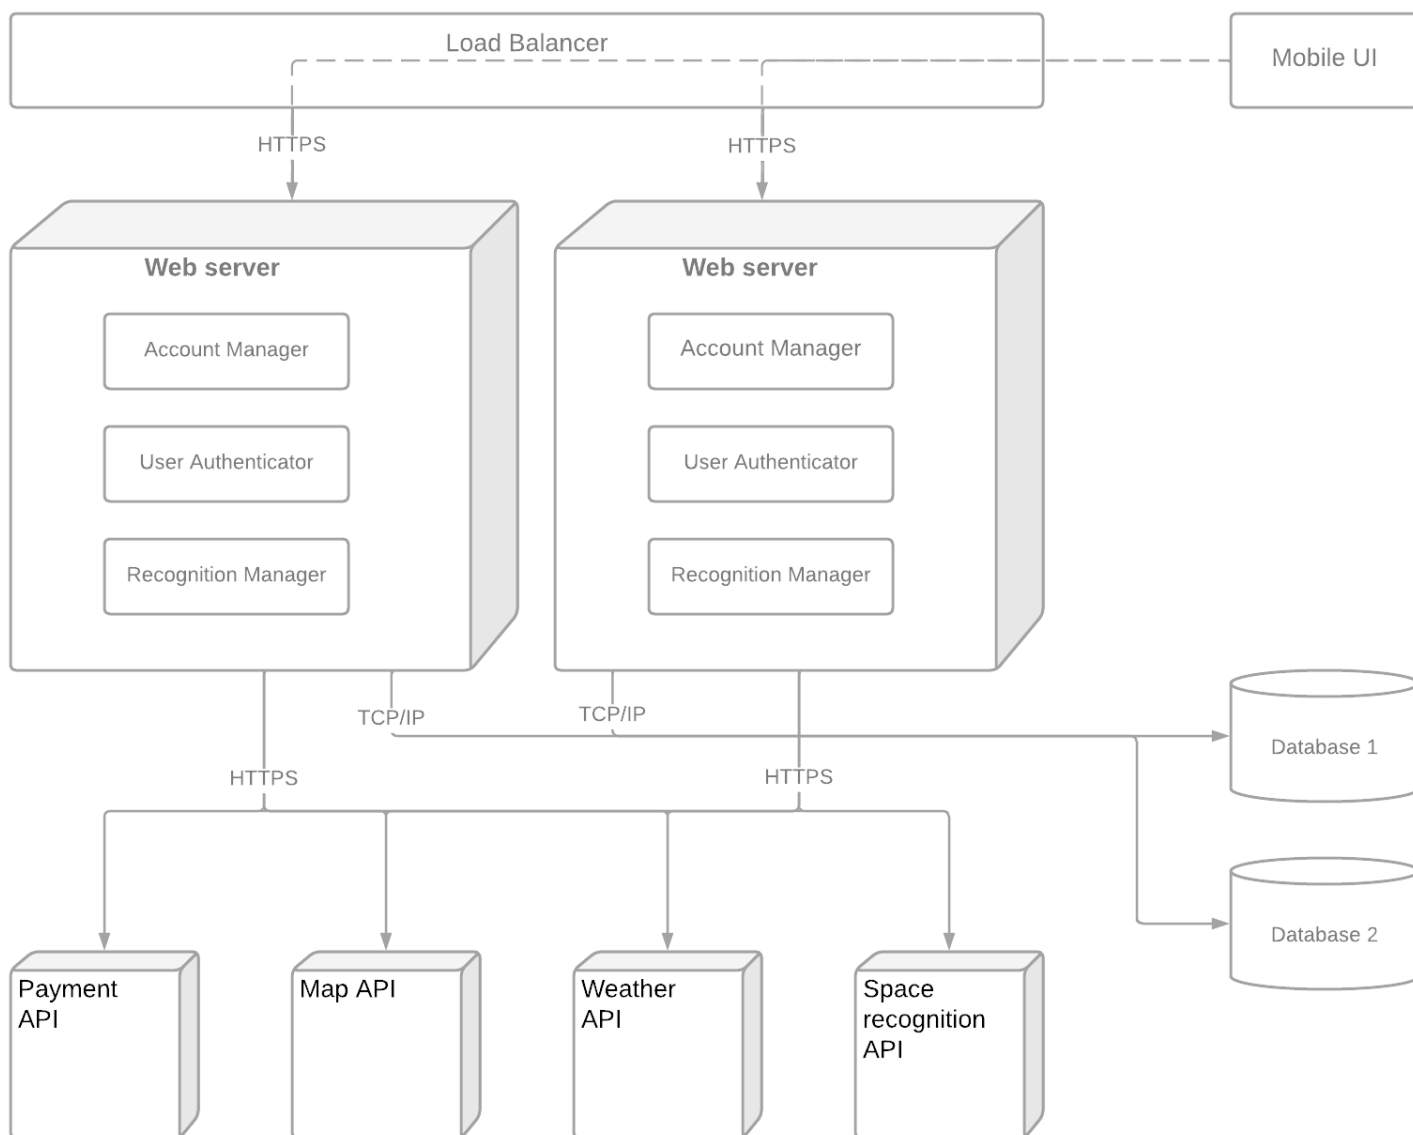 Load Balancer
Mobile UI
HTTPS
HTTPS
Web server
Web server
Account Manager
Account Manager
User Authenticator
User Authenticator
Recognition Manager
Recognition Manager
TCP/IP
TCP/IP
Database 1
HTTPS
HTTPS
Database 2
Payment
API
Map API
Weather
API
Space
recognition
API